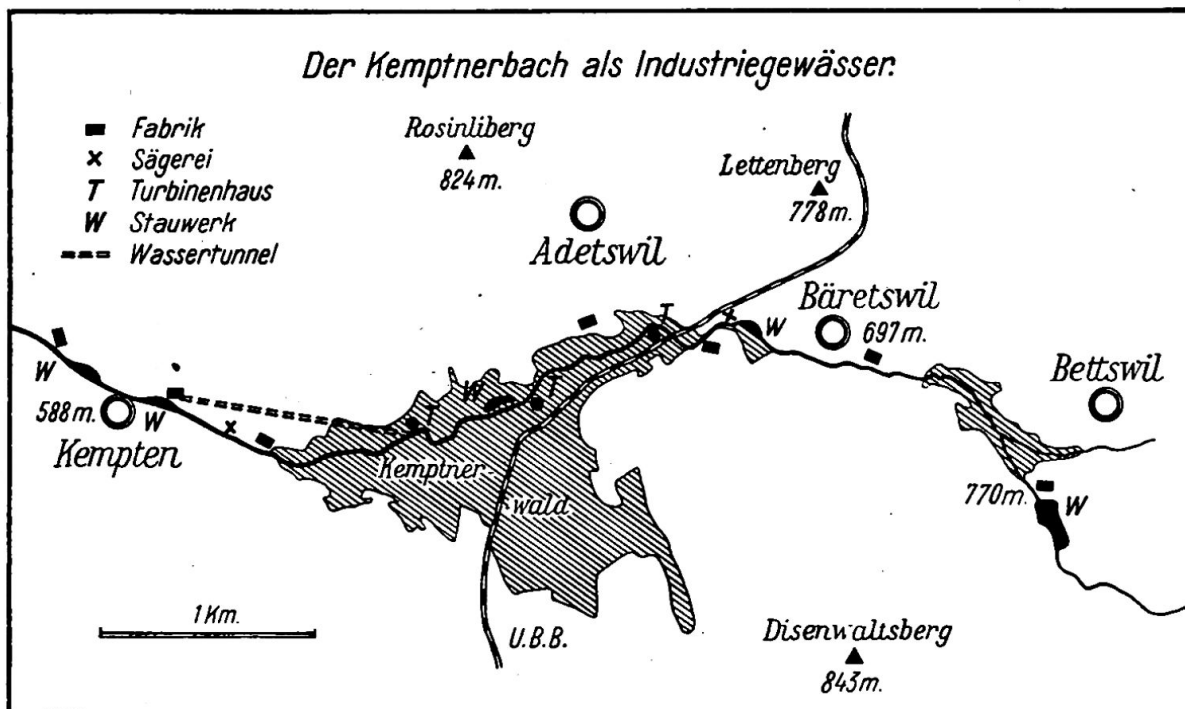 Der Kemptnerbach als Industriegewässer.
Fabrik
x Sägerei
T Turbinenhaus
W Stauwerk
Wassertunnel
Rosinliberg
824 m.
Lettenberg
778 m.
Adetswil
Bäretswil
697 m.
Bettswil
T
x
W
W
T
W
588 m.
W
x
T
Kempten
Kemptner-
wald
770 m.
W
1 Km.
U.B.B.
Disenwaltsberg
843 m.